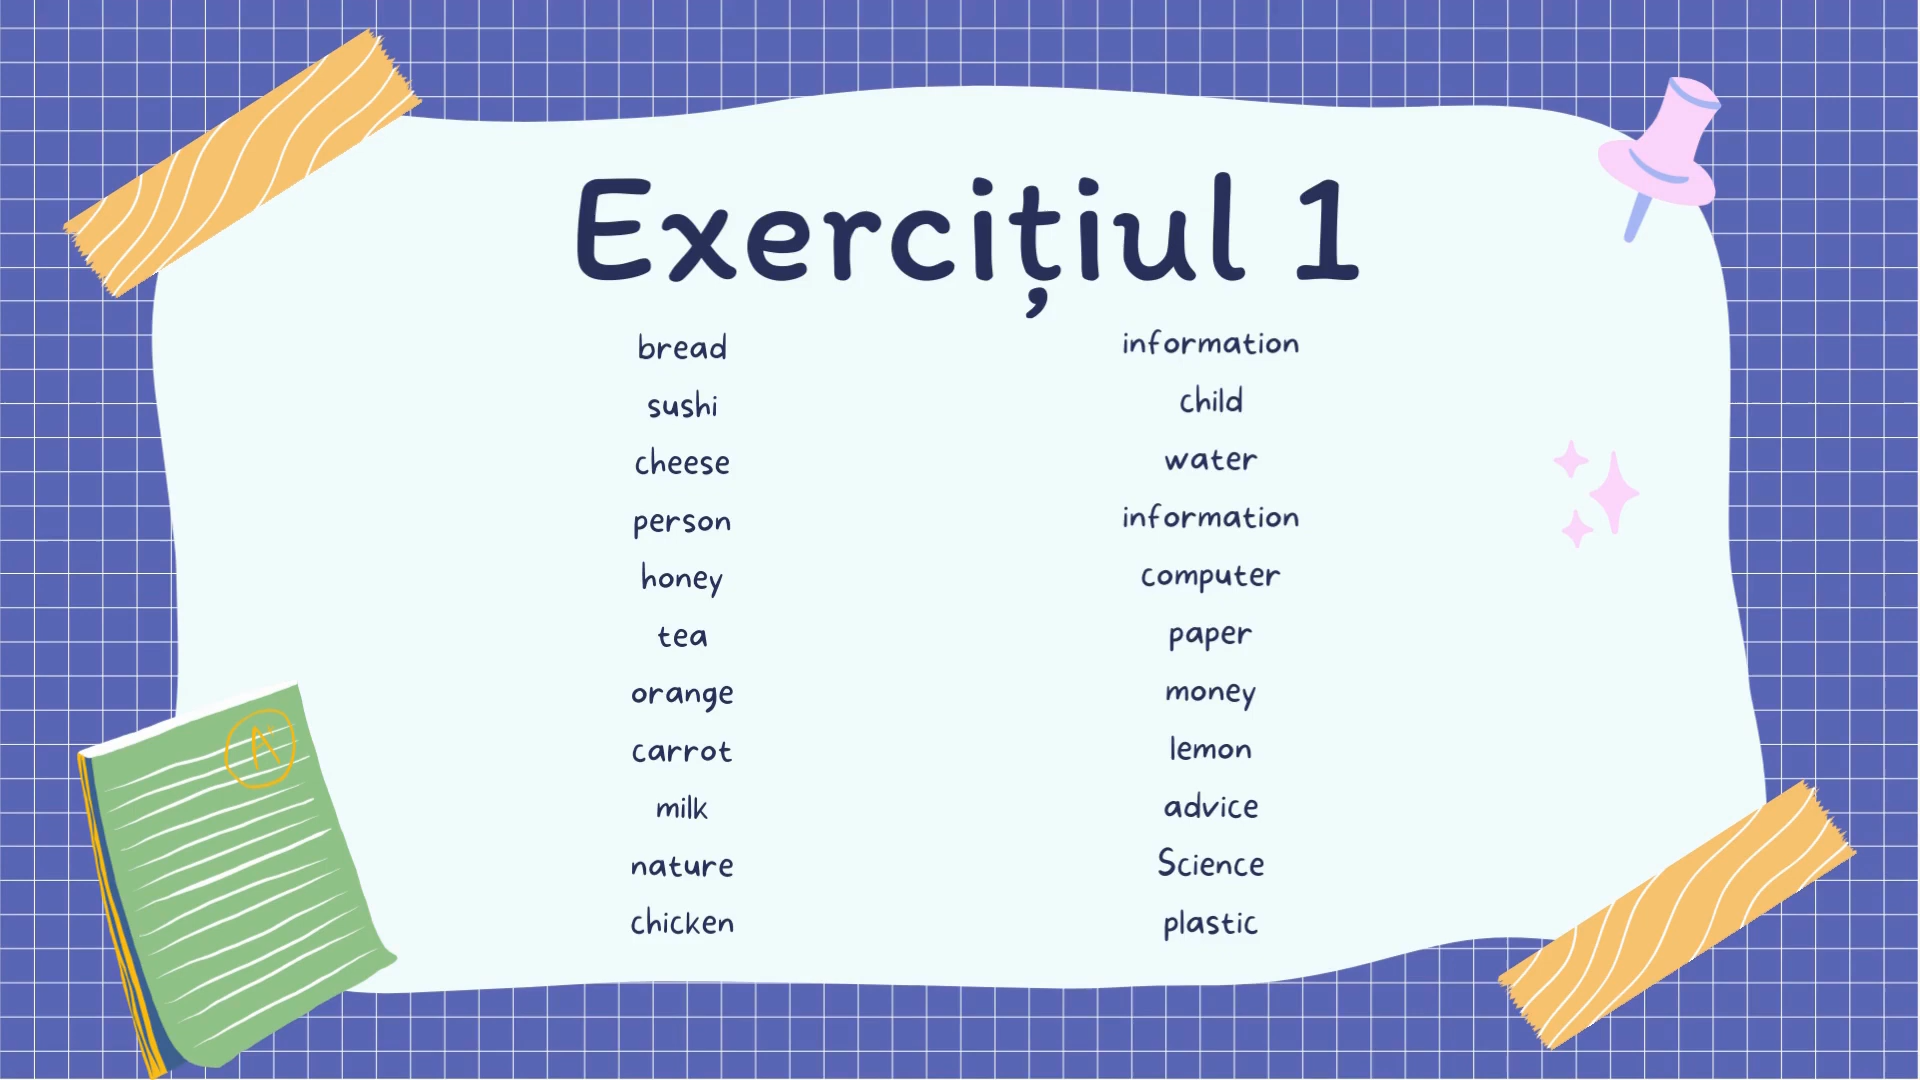 Exercițiul 1
bread
sushi
cheese
person
honey
tea
orange
carrot
milk
nature
chicken
information
child
water
information
computer
paper
money
lemon
advice
Science
plastic
A